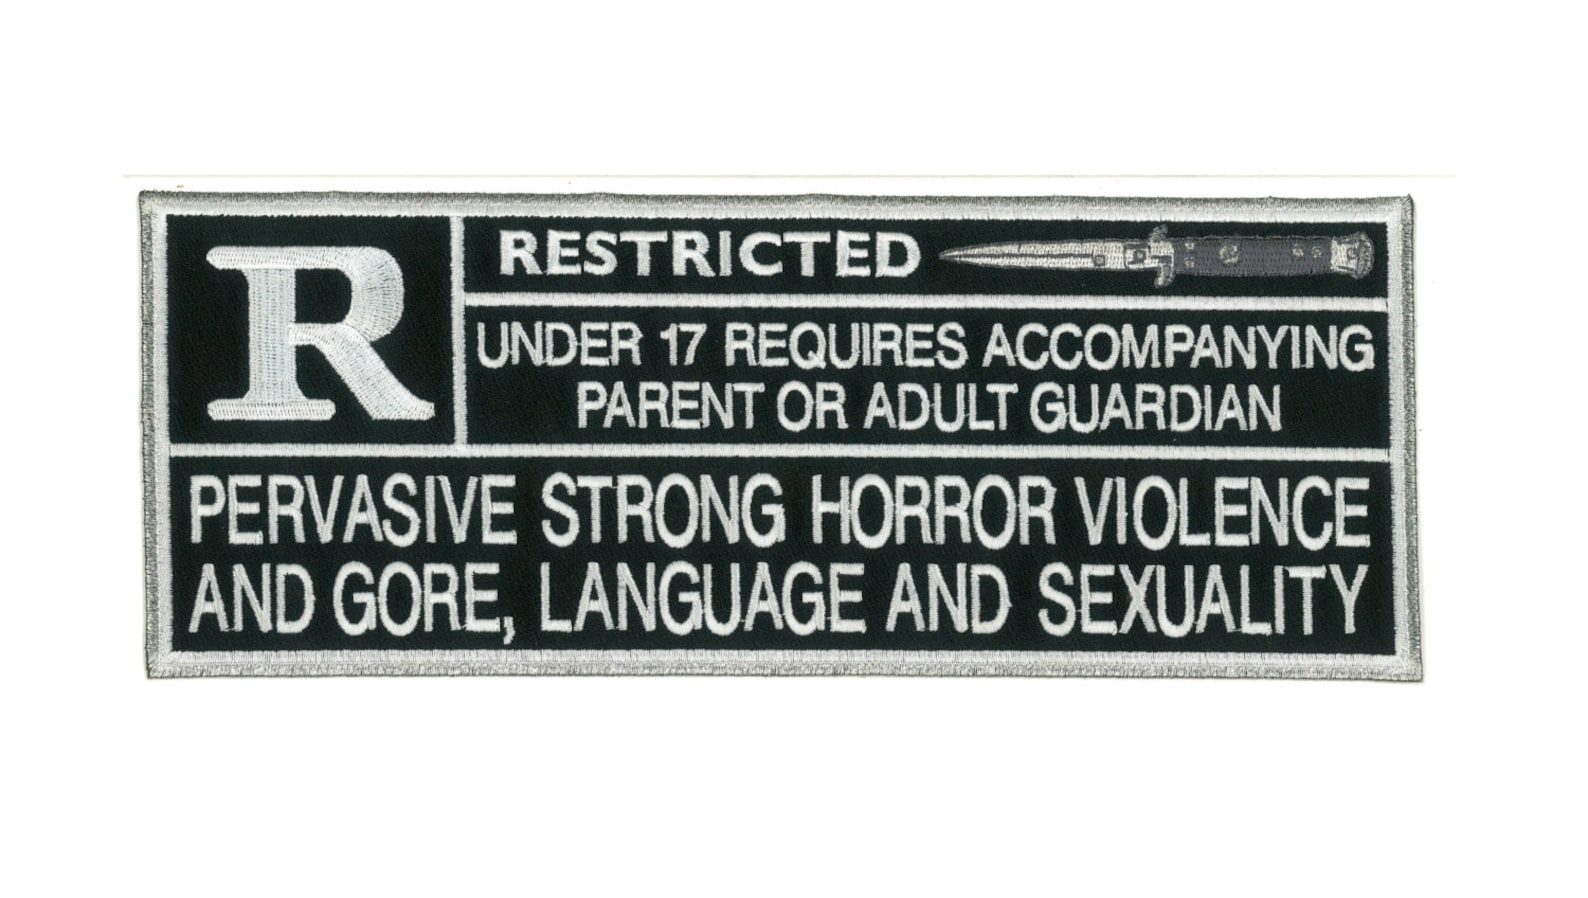 R
RESTRICTED
UNDER 17 REQUIRES ACCOMPANYING
PARENT OR ADULT GUARDIAN
PERVASIVE STRONG HORROR VIOLENCE
AND GORE, LANGUAGE AND SEXUALITY